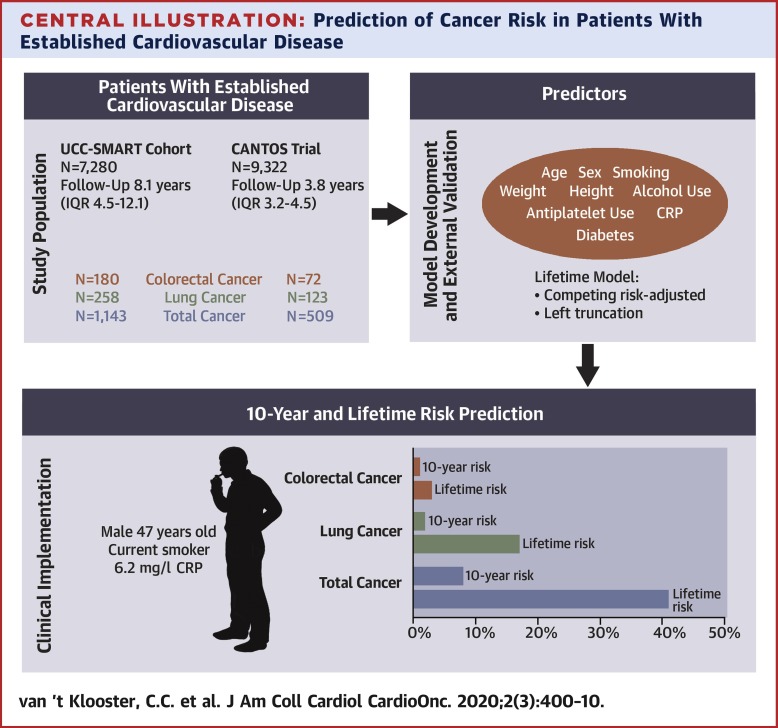 CENTRAL ILLUSTRATION: Prediction of Cancer Risk in Patients With
Established Cardiovascular Disease
Patients With Established
Cardiovascular Disease
Study Population
UCC-SMART Cohort
N=7,280
Follow-Up 8.1 years
(IQR 4.5-12.1)
CANTOS Trial
N=9,322
Follow-Up 3.8 years
(IQR 3.2-4.5)
N=180 Colorectal Cancer N=72
N=258 Lung Cancer N=123
N=1,143 Total Cancer N=509
Predictors
Model Development
and External Validation
Age Sex Smoking
Weight Height Alcohol Use
Antiplatelet Use CRP
Diabetes
Lifetime Model:
• Competing risk-adjusted
• Left truncation
10-Year and Lifetime Risk Prediction
Clinical Implementation
Male 47 years old
Current smoker
6.2 mg/l CRP
Colorectal Cancer
10-year risk
Lifetime risk
Lung Cancer
10-year risk
Lifetime risk
Total Cancer
10-year risk
Lifetime
risk
0% 10% 20% 30% 40% 50%
van 't Klooster, C.C. et al. J Am Coll Cardiol CardioOnc. 2020;2(3):400–10.